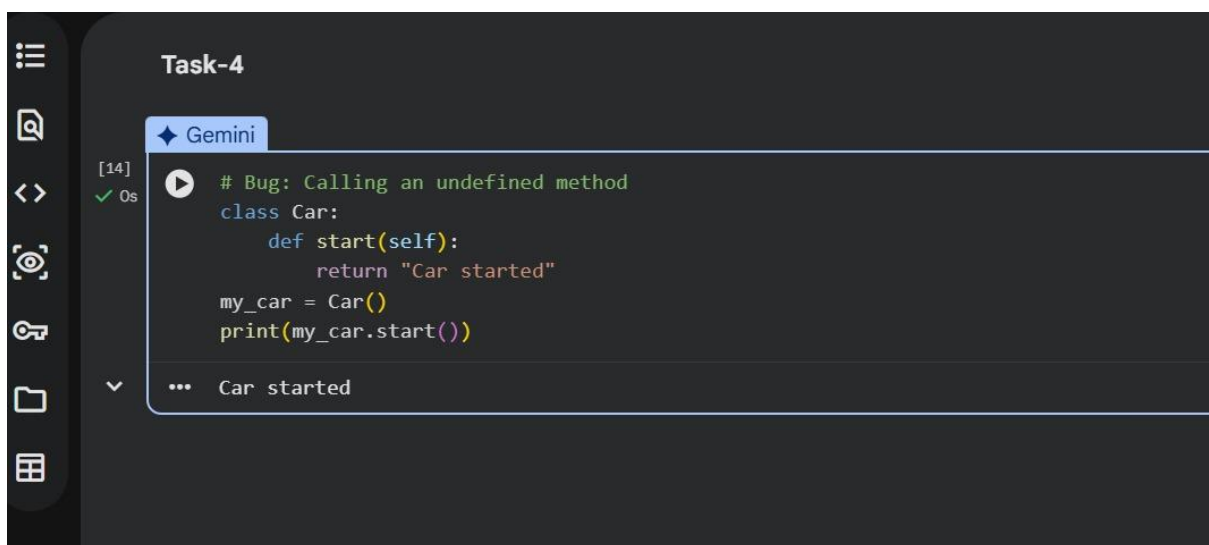 Task-4
Gemini
[14]
0s
# Bug: Calling an undefined method
class Car:
    def start(self):
        return "Car started"
my_car = Car()
print(my_car.start())
Car started